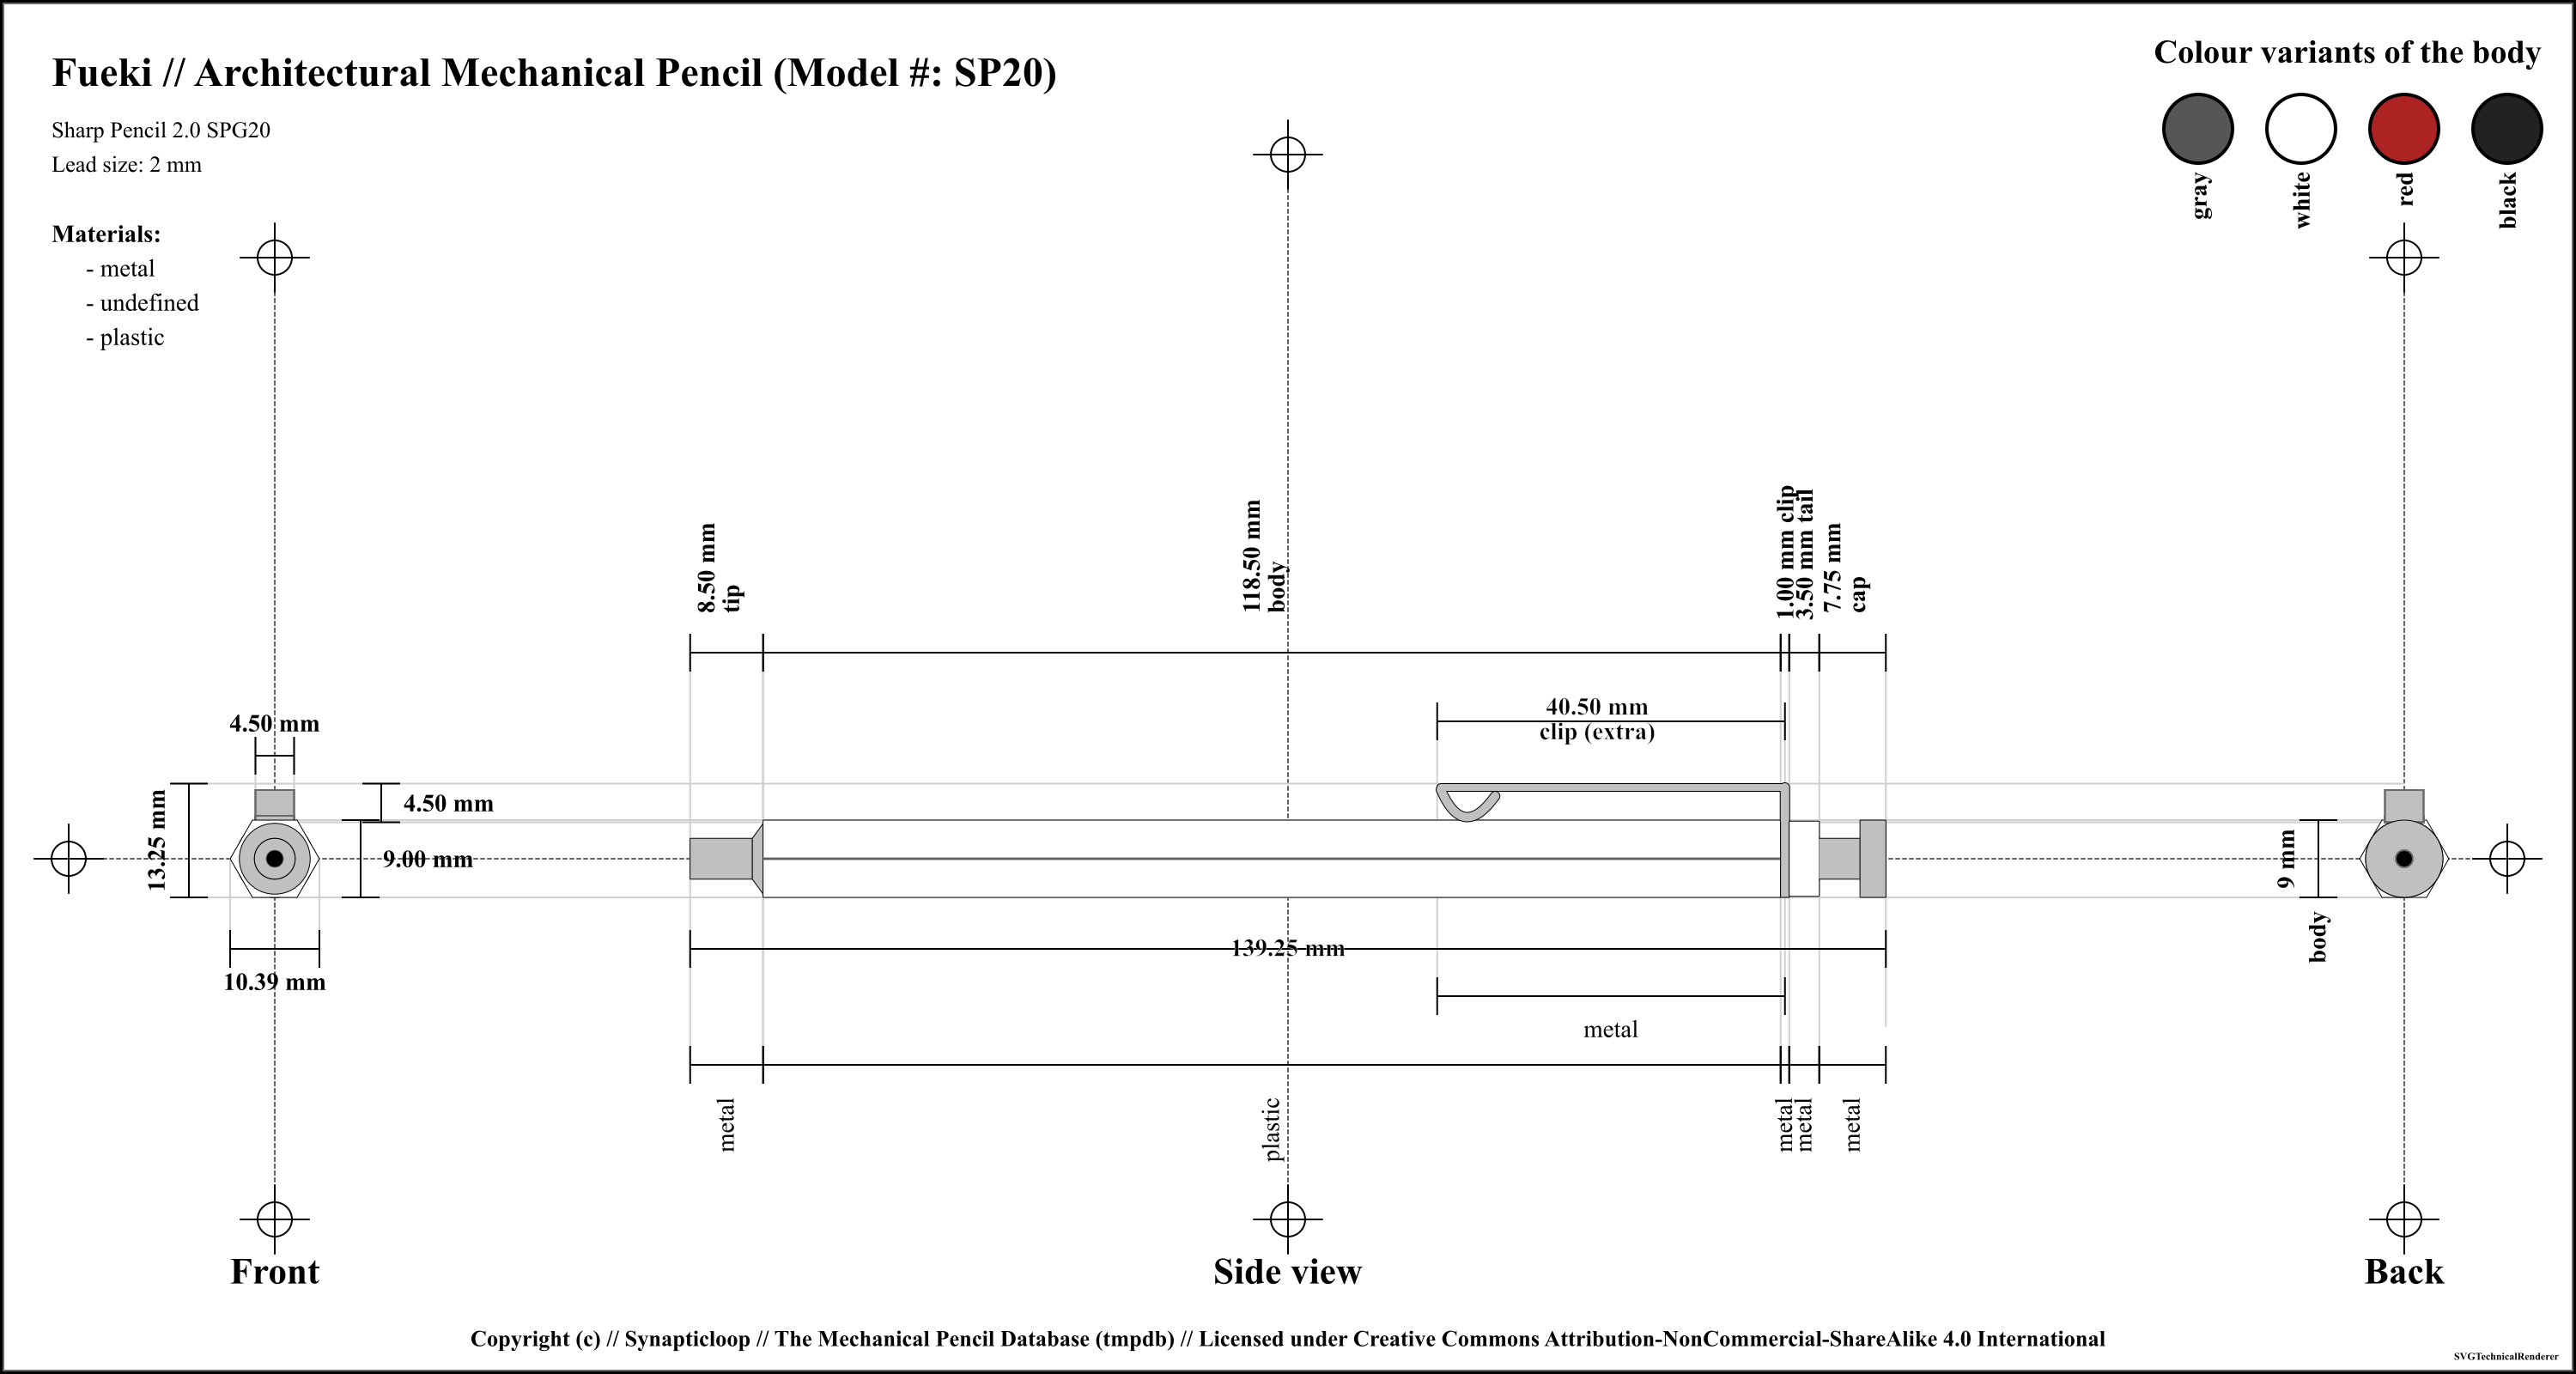 Fueki // Architectural Mechanical Pencil (Model #: SP20)
Sharp Pencil 2.0 SPG20
Lead size: 2 mm
Materials:
- metal
- undefined
- plastic
Colour variants of the body
gray
white
red
black
8.50 mm
tip
118.50 mm
body
1.00 mm clip
3.50 mm tail
7.75 mm
cap
40.50 mm
clip (extra)
4.50 mm
13.25 mm
4.50 mm
9.00 mm
10.39 mm
9 mm
body
139.25 mm
metal
metal
plastic
metal
metal
metal
Front
Side view
Back
Copyright (c) // Synapticloop // The Mechanical Pencil Database (tmpdb) // Licensed under Creative Commons Attribution-NonCommercial-ShareAlike 4.0 International
SVGTechnicalRenderer